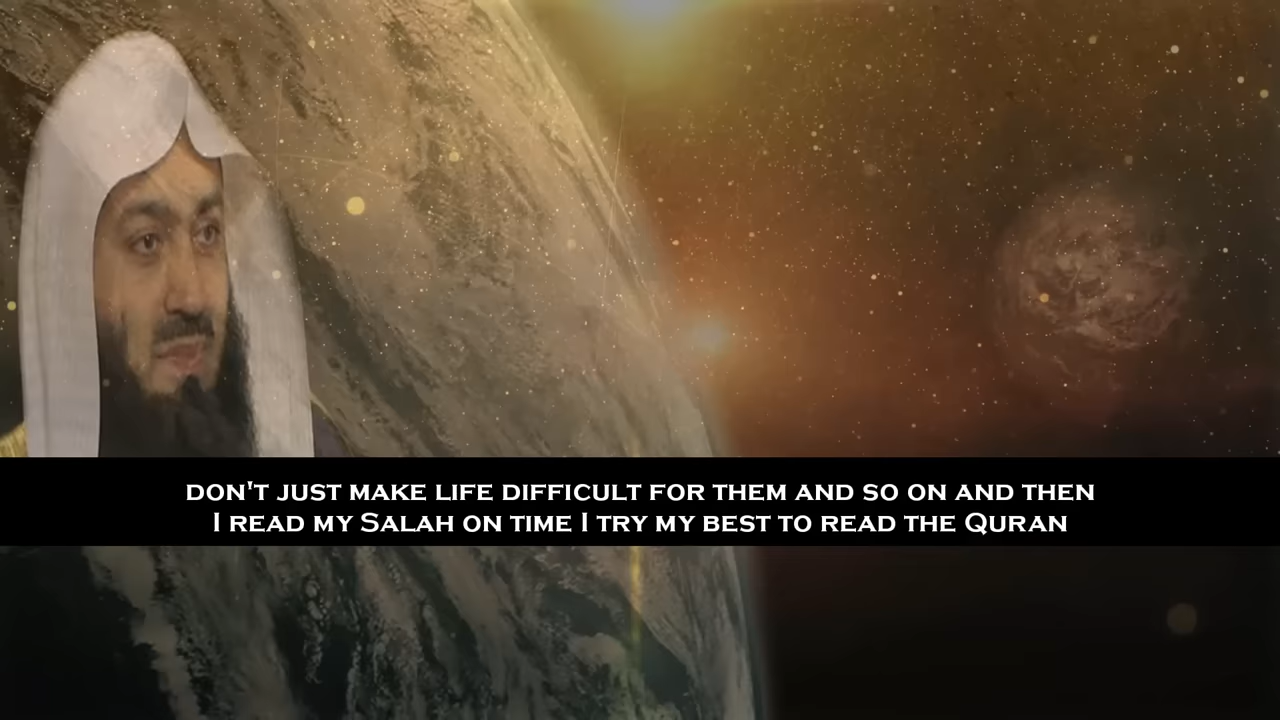 DON'T JUST MAKE LIFE DIFFICULT FOR THEM AND SO ON AND THEN
I READ MY SALAH ON TIME I TRY MY BEST TO READ THE QURAN